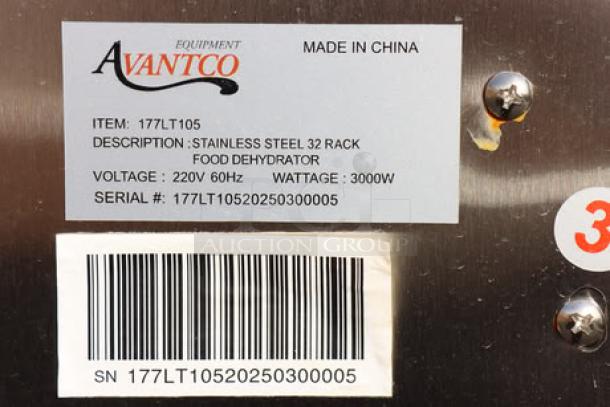 EQUIPMENT
AVANTCO
MADE IN CHINA
ITEM: 177LT105
DESCRIPTION :STAINLESS STEEL 32 RACK
FOOD DEHYDRATOR
VOLTAGE : 220V 60Hz WATTAGE : 3000W
SERIAL #: 177LT10520250300005
AUCTION GROUP
SN 177LT10520250300005
3